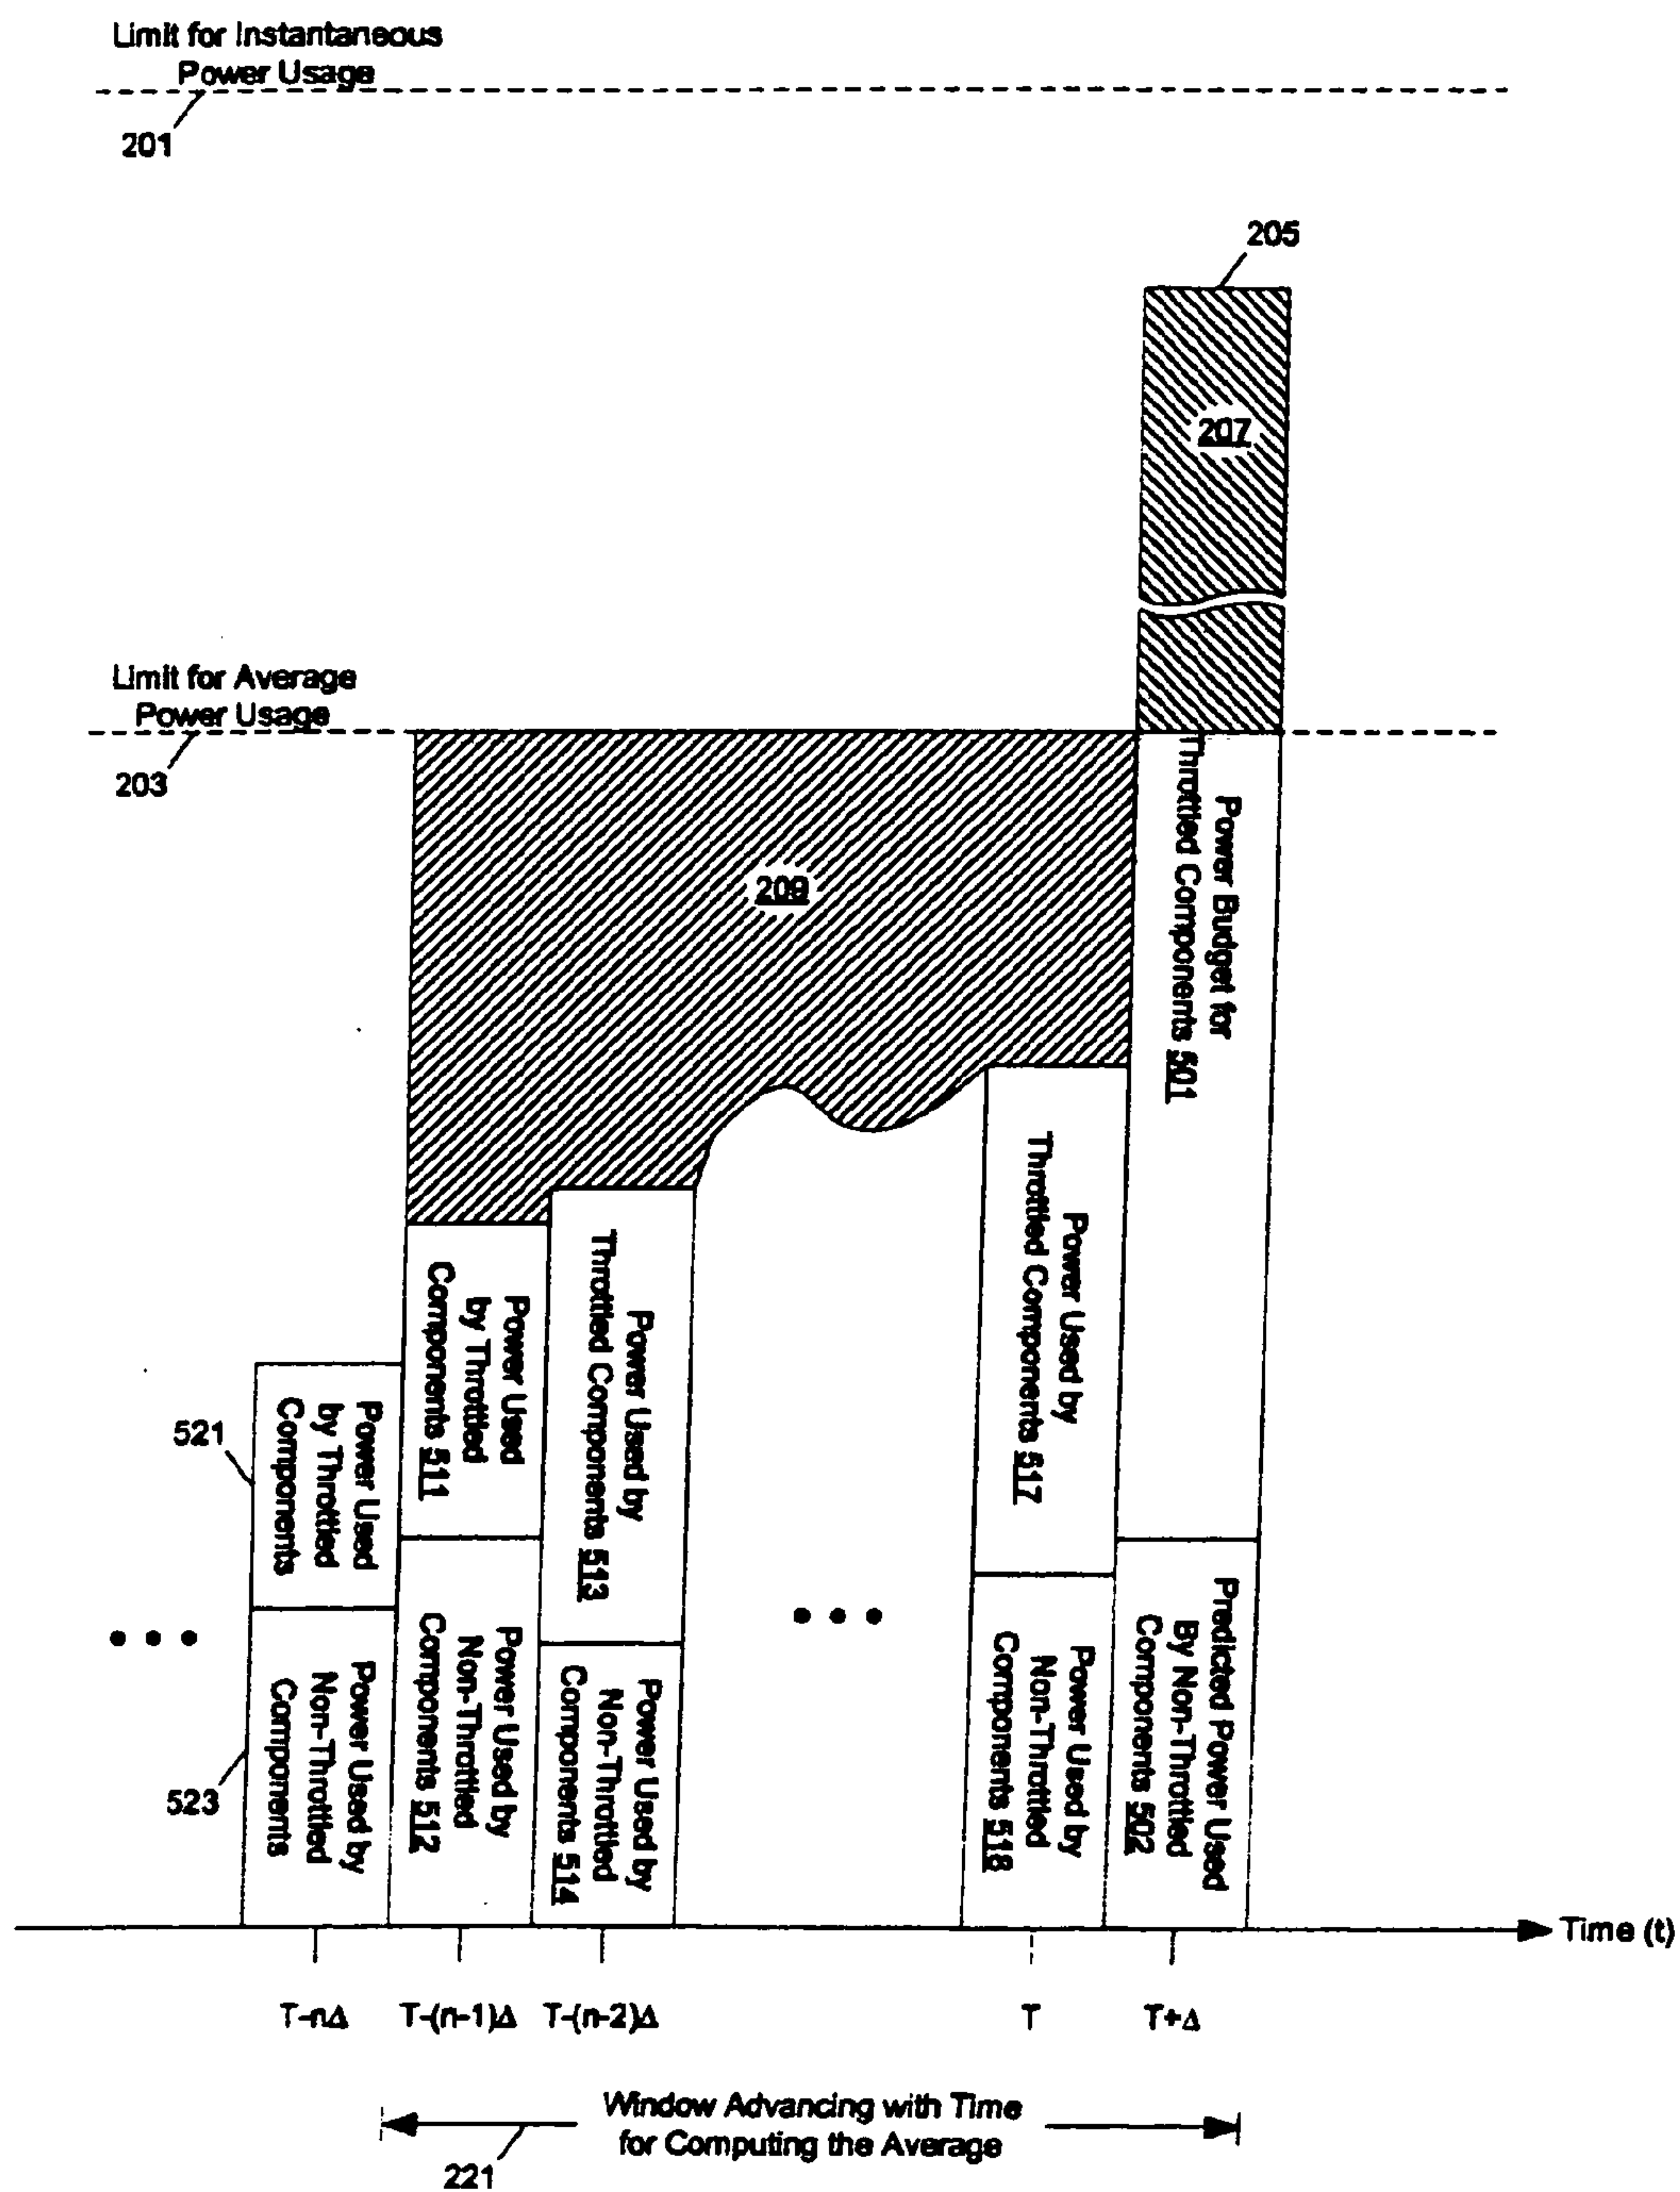 Limit for Instantaneous
Power Usage
201
205
207
Limit for Average
Power Usage
203
209
Power Budget for
Throttled Components 501
Power Used by
Throttled Components 517
Power Used by
Throttled Components 513
Power Used
by Throttled
Components 511
Power Used
by Throttled
Components
521
Power Used by
Non-Throttled
Components
523
Power Used by
Non-Throttled
Components 512
Power Used by
Non-Throttled
Components 514
Power Used by
Non-Throttled
Components 518
Predicted Power Used
By Non-Throttled
Components 502
Time (t)
T-nΔ
T-(n-1)Δ
T-(n-2)Δ
T
T+Δ
Window Advancing with Time
for Computing the Average
221